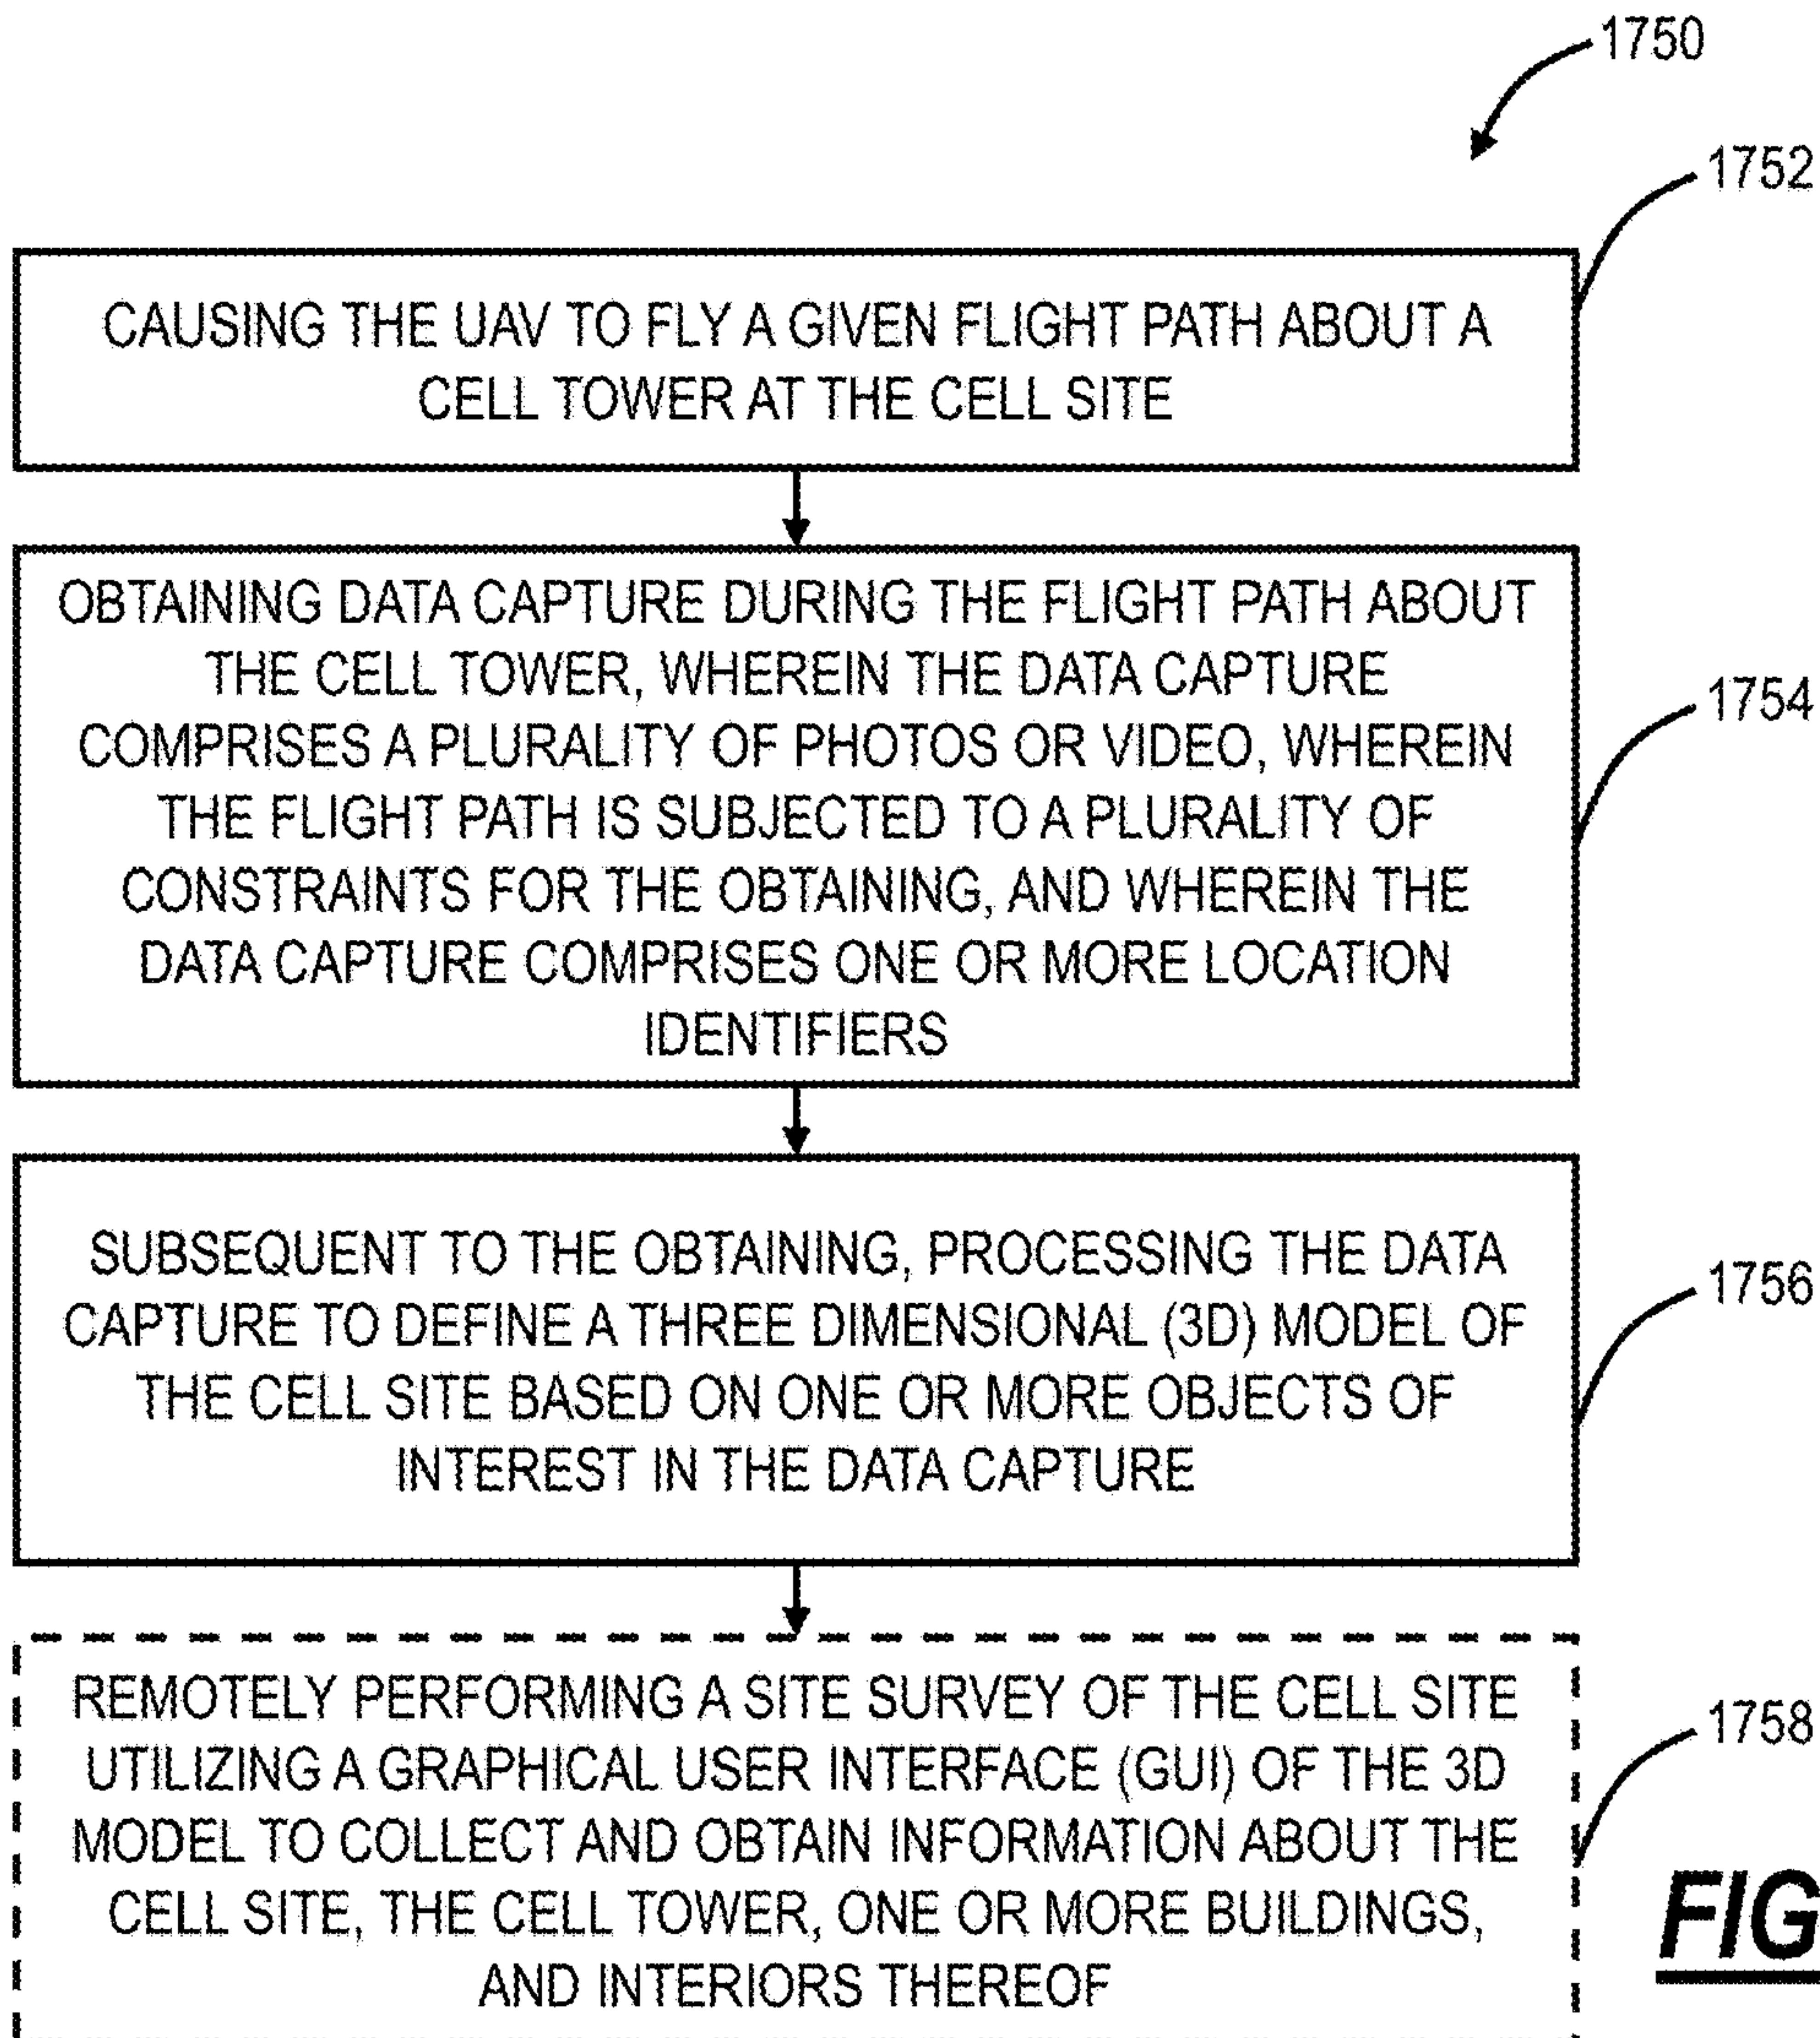 1750
1752
CAUSING THE UAV TO FLY A GIVEN FLIGHT PATH ABOUT A
CELL TOWER AT THE CELL SITE
OBTAINING DATA CAPTURE DURING THE FLIGHT PATH ABOUT
THE CELL TOWER, WHEREIN THE DATA CAPTURE
COMPRISES A PLURALITY OF PHOTOS OR VIDEO, WHEREIN
THE FLIGHT PATH IS SUBJECTED TO A PLURALITY OF
CONSTRAINTS FOR THE OBTAINING, AND WHEREIN THE
DATA CAPTURE COMPRISES ONE OR MORE LOCATION
IDENTIFIERS
1754
SUBSEQUENT TO THE OBTAINING, PROCESSING THE DATA
CAPTURE TO DEFINE A THREE DIMENSIONAL (3D) MODEL OF
THE CELL SITE BASED ON ONE OR MORE OBJECTS OF
INTEREST IN THE DATA CAPTURE
1756
REMOTELY PERFORMING A SITE SURVEY OF THE CELL SITE
UTILIZING A GRAPHICAL USER INTERFACE (GUI) OF THE 3D
MODEL TO COLLECT AND OBTAIN INFORMATION ABOUT THE
CELL SITE, THE CELL TOWER, ONE OR MORE BUILDINGS,
AND INTERIORS THEREOF
1758
FIG